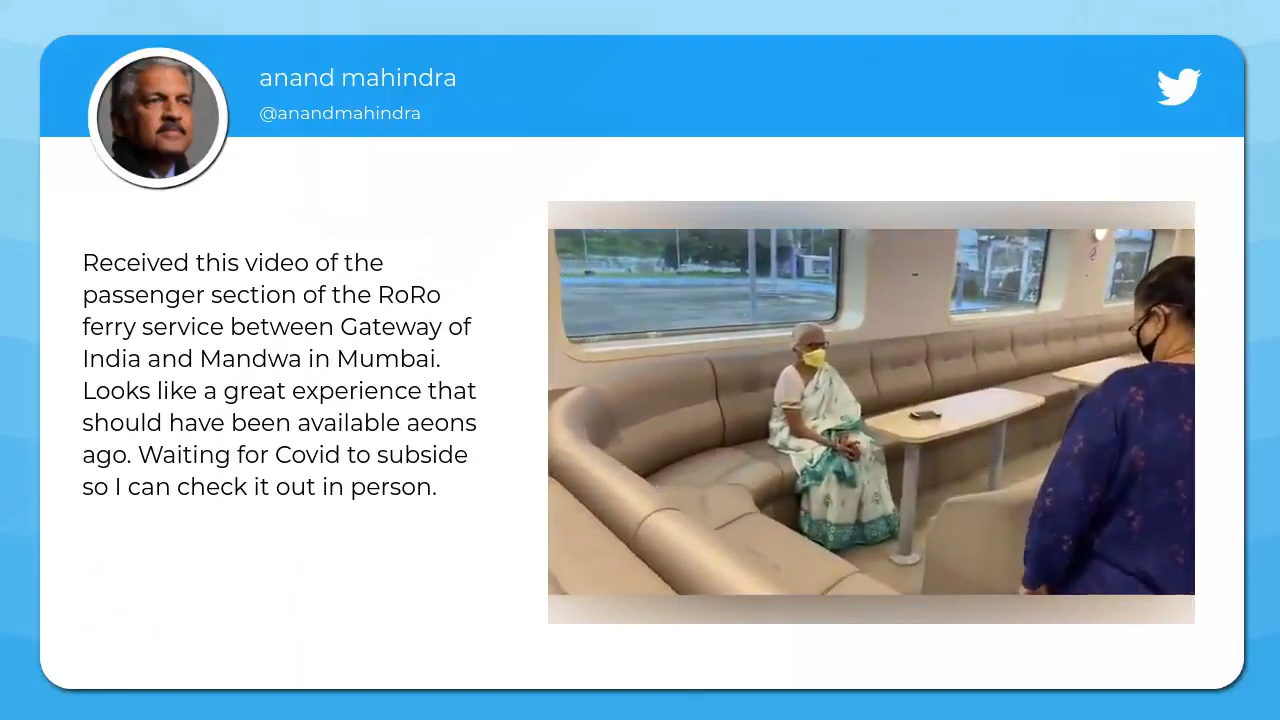 anand mahindra
@anandmahindra
Received this video of the
passenger section of the RoRo
ferry service between Gateway of
India and Mandwa in Mumbai.
Looks like a great experience that
should have been available aeons
ago. Waiting for Covid to subside
so I can check it out in person.